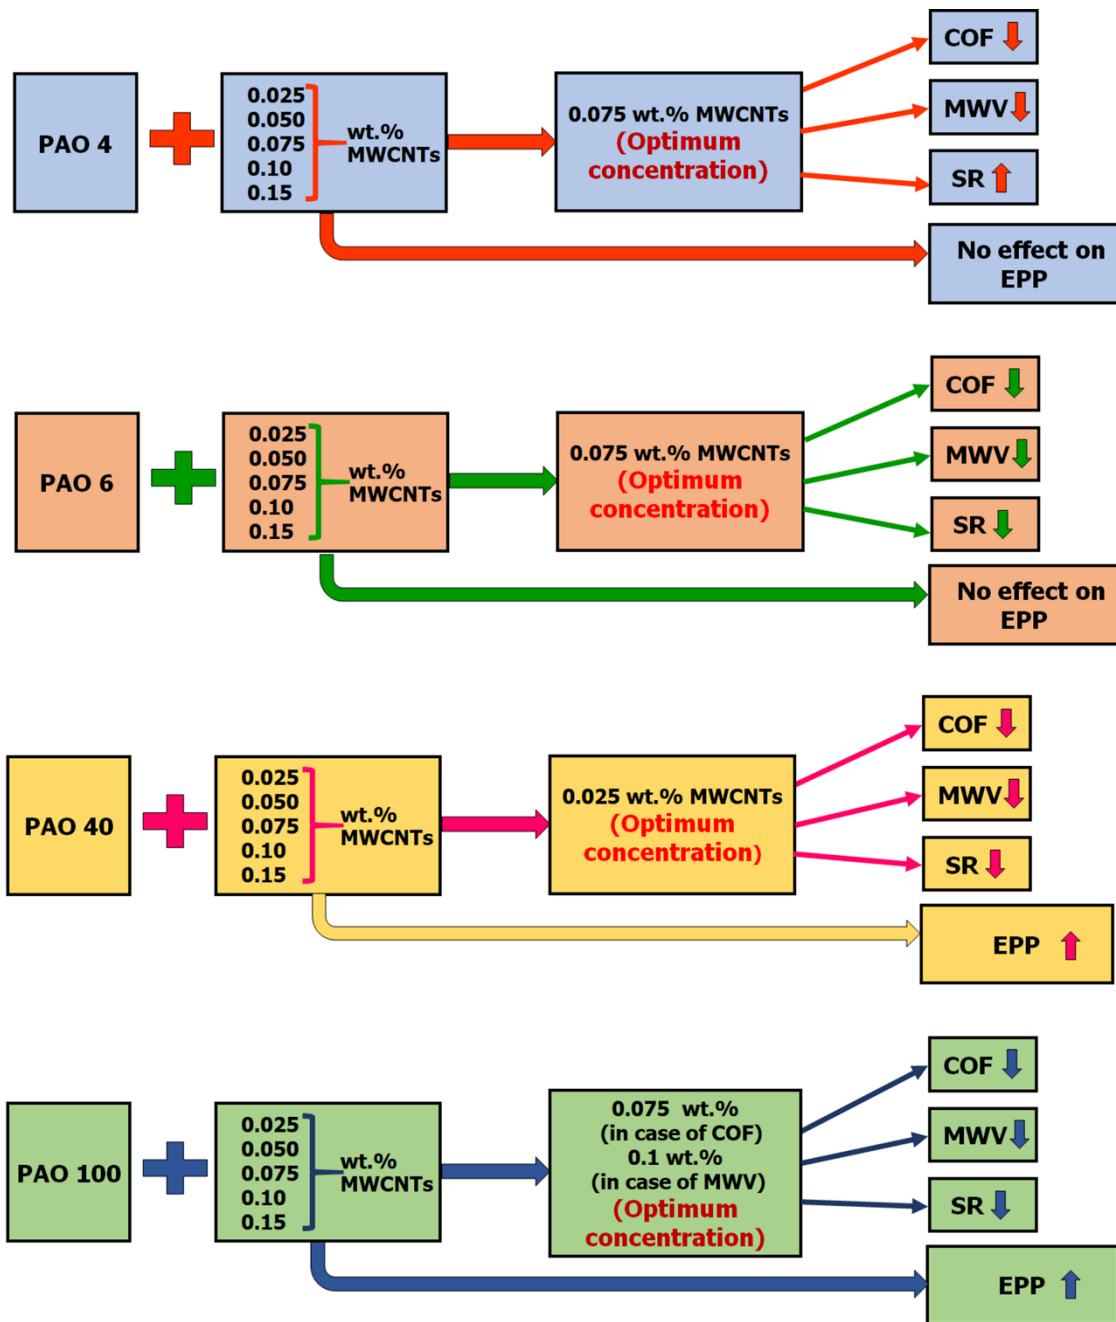 PAO 4
0.025
0.050
0.075
0.10
0.15
wt.%
MWCNTs
0.075 wt.% MWCNTs
(Optimum
concentration)
COF
MWV
SR
No effect on
EPP
PAO 6
0.025
0.050
0.075
0.10
0.15
wt.%
MWCNTs
0.075 wt.% MWCNTs
(Optimum
concentration)
COF
MWV
SR
No effect on
EPP
PAO 40
0.025
0.050
0.075
0.10
0.15
wt.%
MWCNTs
0.025 wt.% MWCNTs
(Optimum
concentration)
COF
MWV
SR
EPP
PAO 100
0.025
0.050
0.075
0.10
0.15
wt.%
MWCNTs
0.075 wt.%
(in case of COF)
0.1 wt.%
(in case of MWV)
(Optimum
concentration)
COF
MWV
SR
EPP